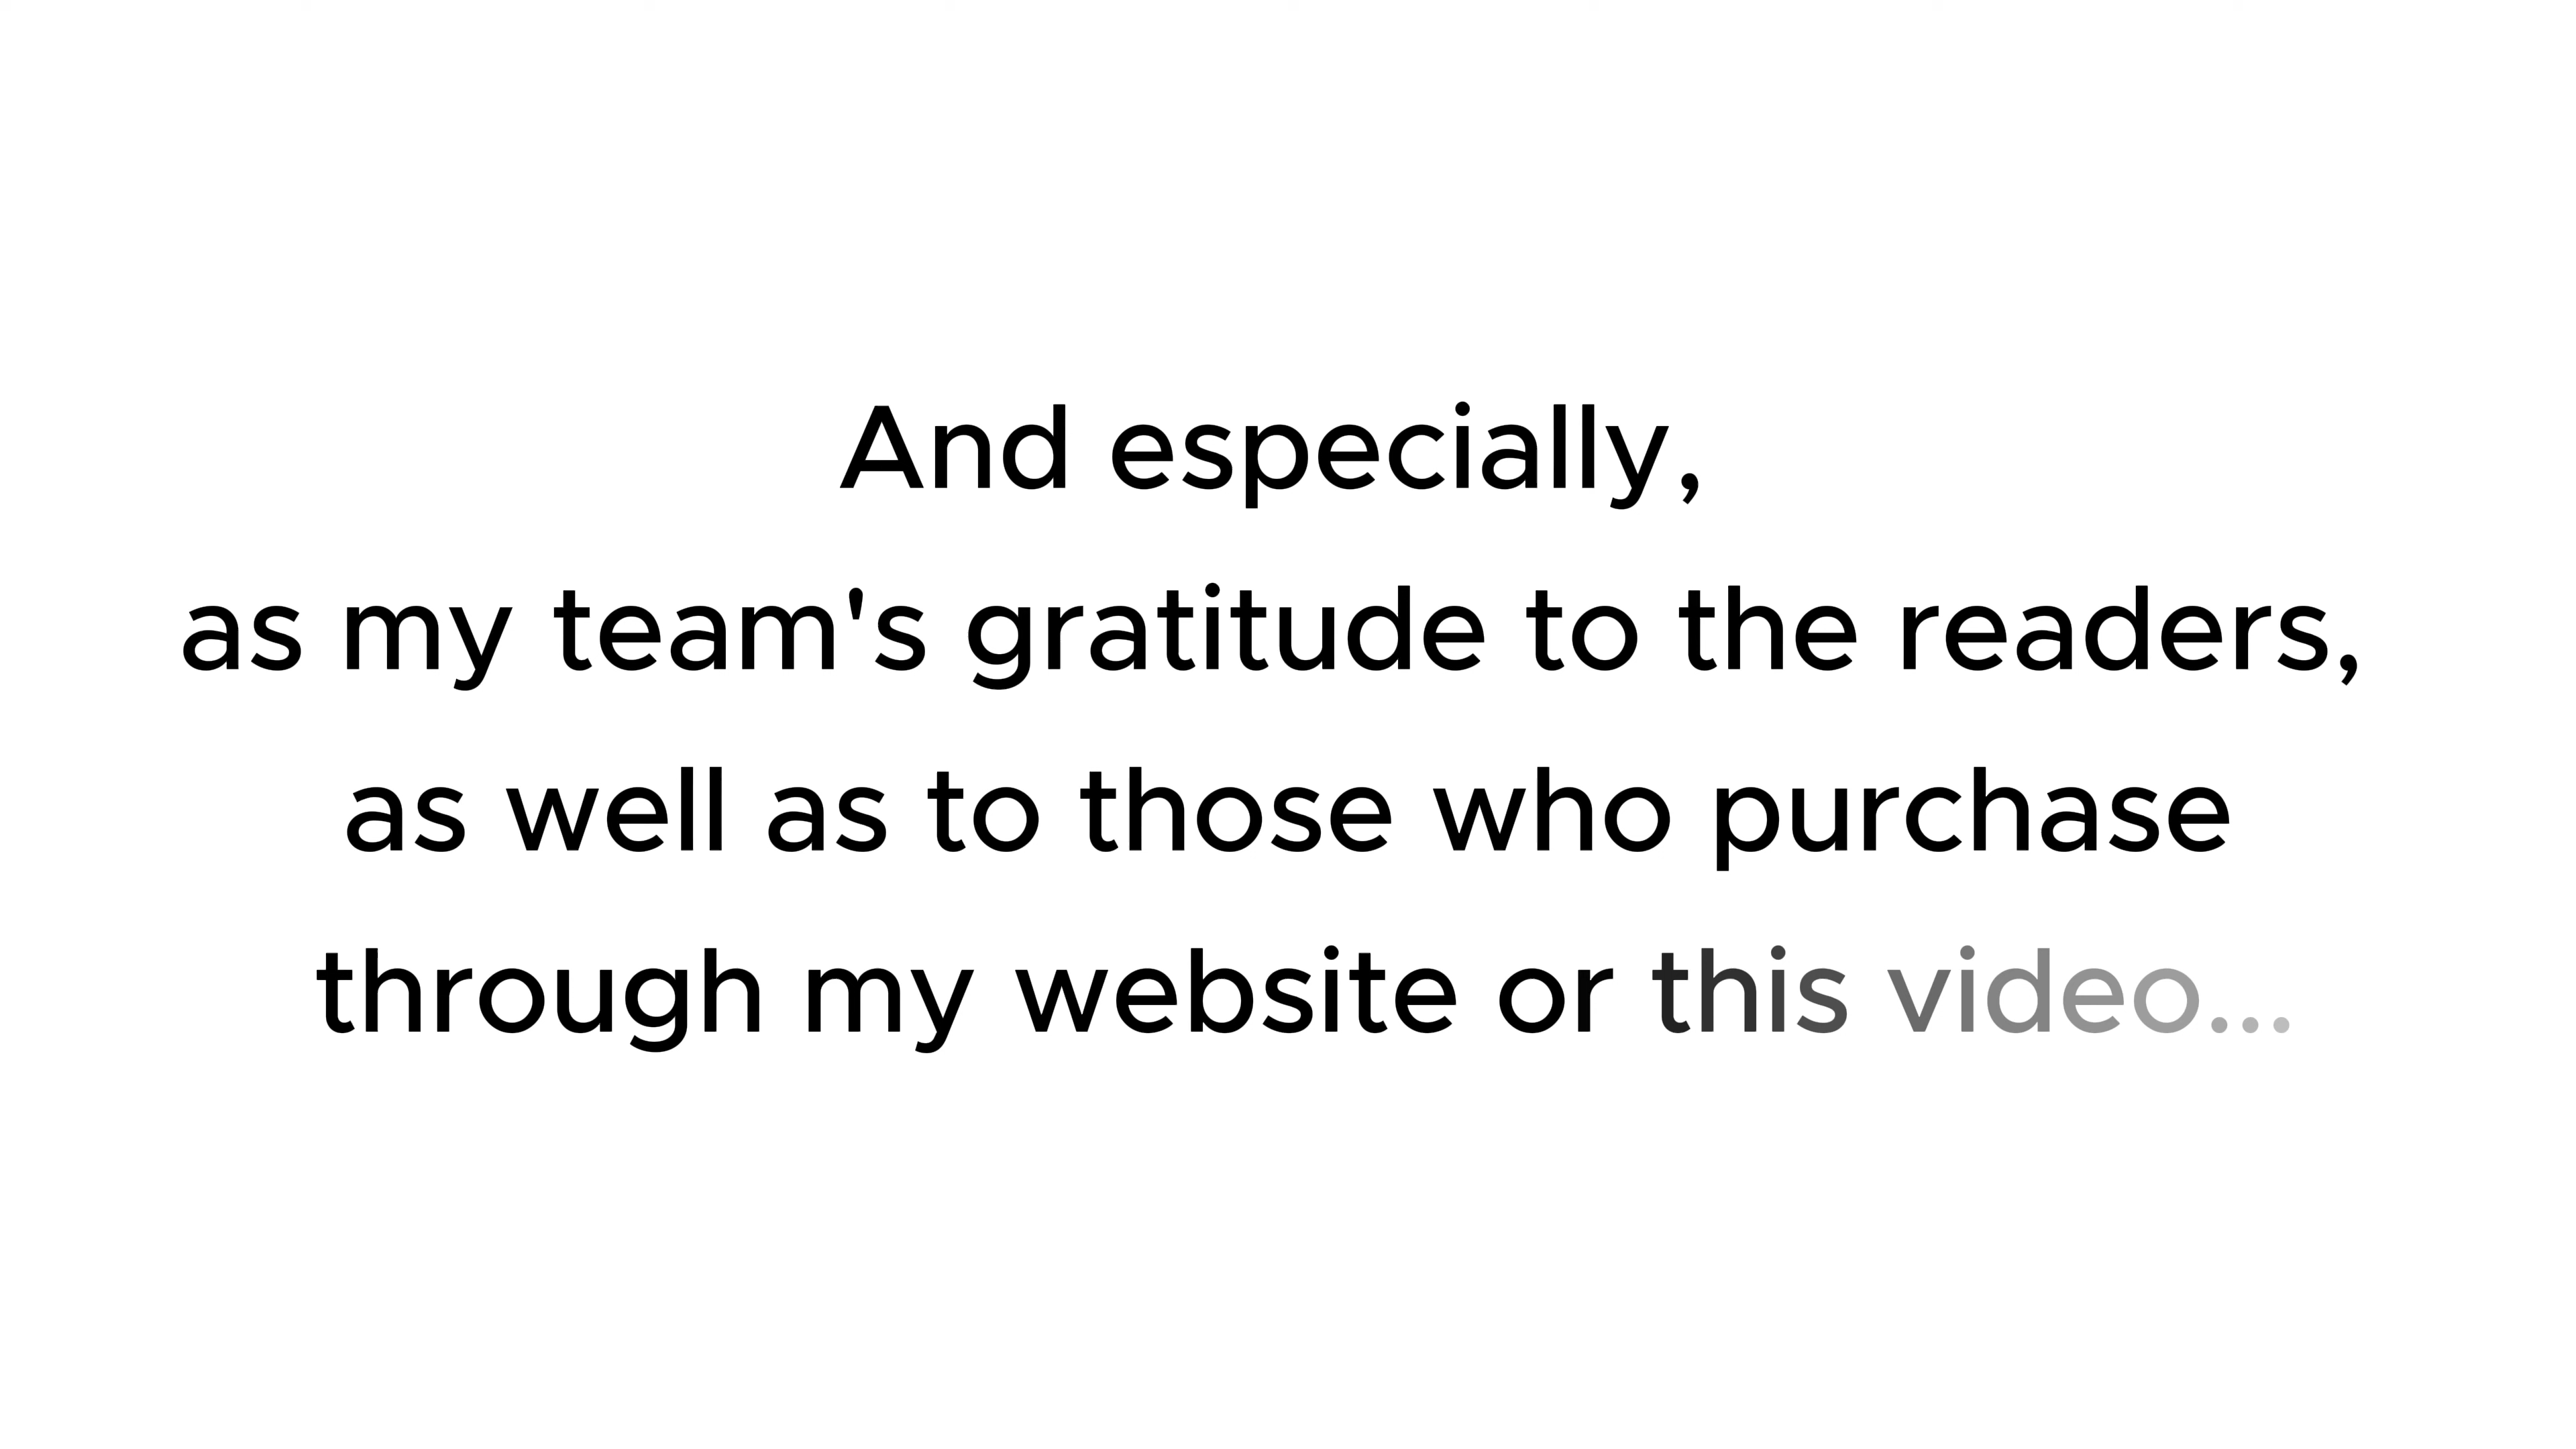 And especially,
as my team's gratitude to the readers,
as well as to those who purchase
through my website or this video...